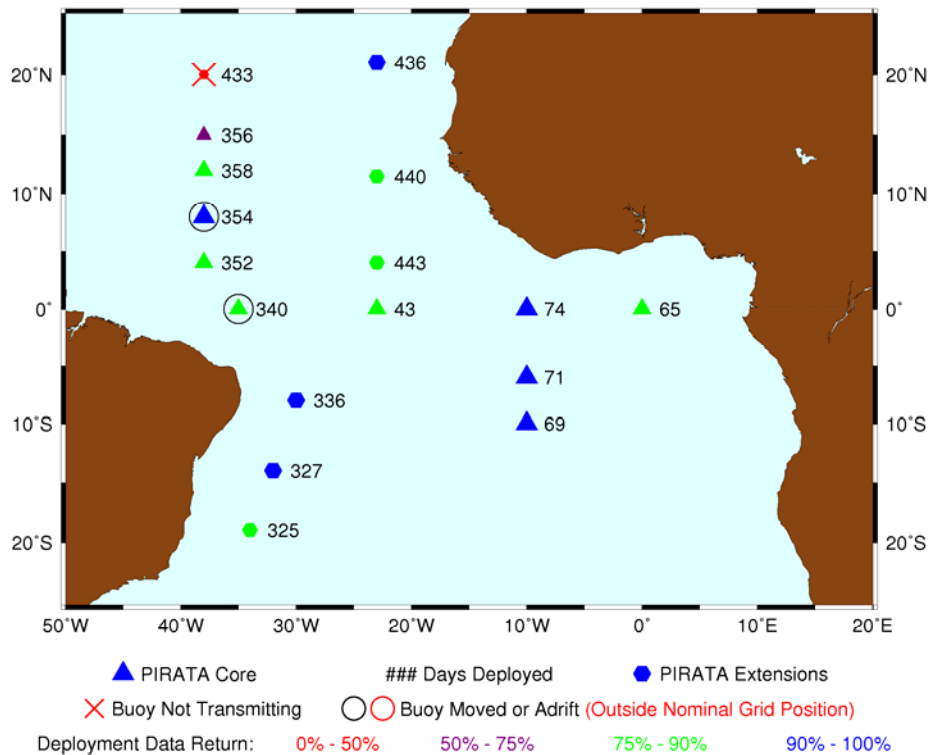 20˚N
433
436
20˚N
356
358
440
10˚N
354
10˚N
352
443
0˚
340
43
74
65
0˚
336
71
10˚S
69
10˚S
327
325
20˚S
20˚S
50˚W 40˚W 30˚W 20˚W 10˚W 0˚ 10˚E 20˚E
PIRATA Core ### Days Deployed PIRATA Extensions
Buoy Not Transmitting Buoy Moved or Adrift (Outside Nominal Grid Position)
Deployment Data Return: 0% - 50% 50% - 75% 75% - 90% 90% - 100%